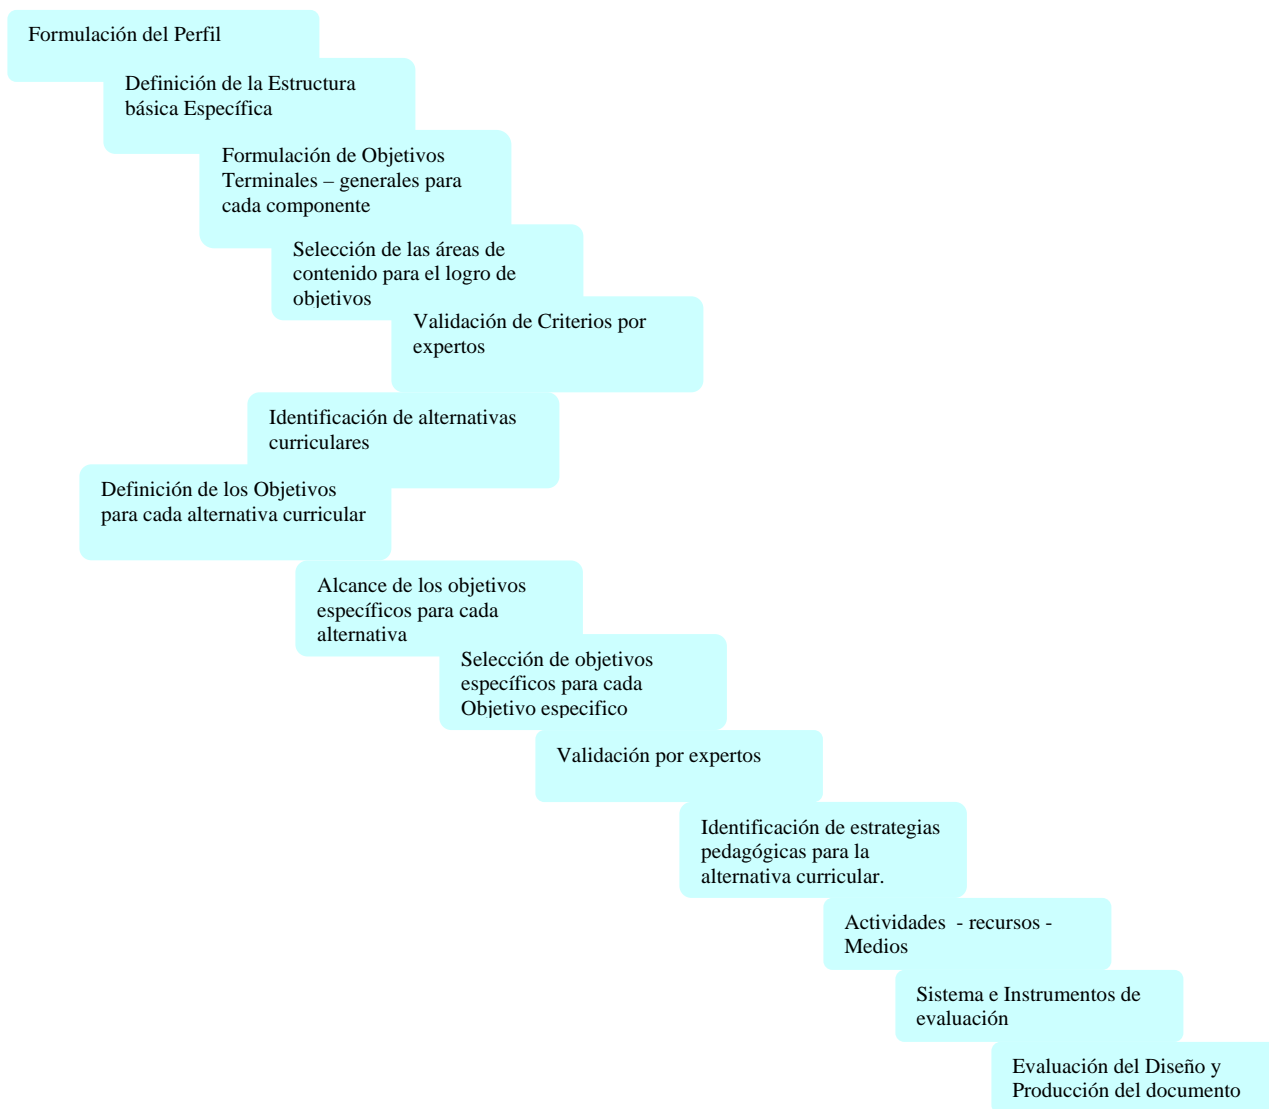 Formulación del Perfil
Definición de la Estructura
básica Específica
Formulación de Objetivos
Terminales – generales para
cada componente
Selección de las áreas de
contenido para el logro de
objetivos
Validación de Criterios por
expertos
Identificación de alternativas
curriculares
Definición de los Objetivos
para cada alternativa curricular
Alcance de los objetivos
específicos para cada
alternativa
Selección de objetivos
específicos para cada
Objetivo especifico
Validación por expertos
Identificación de estrategias
pedagógicas para la
alternativa curricular.
Actividades - recursos -
Medios
Sistema e Instrumentos de
evaluación
Evaluación del Diseño y
Producción del documento